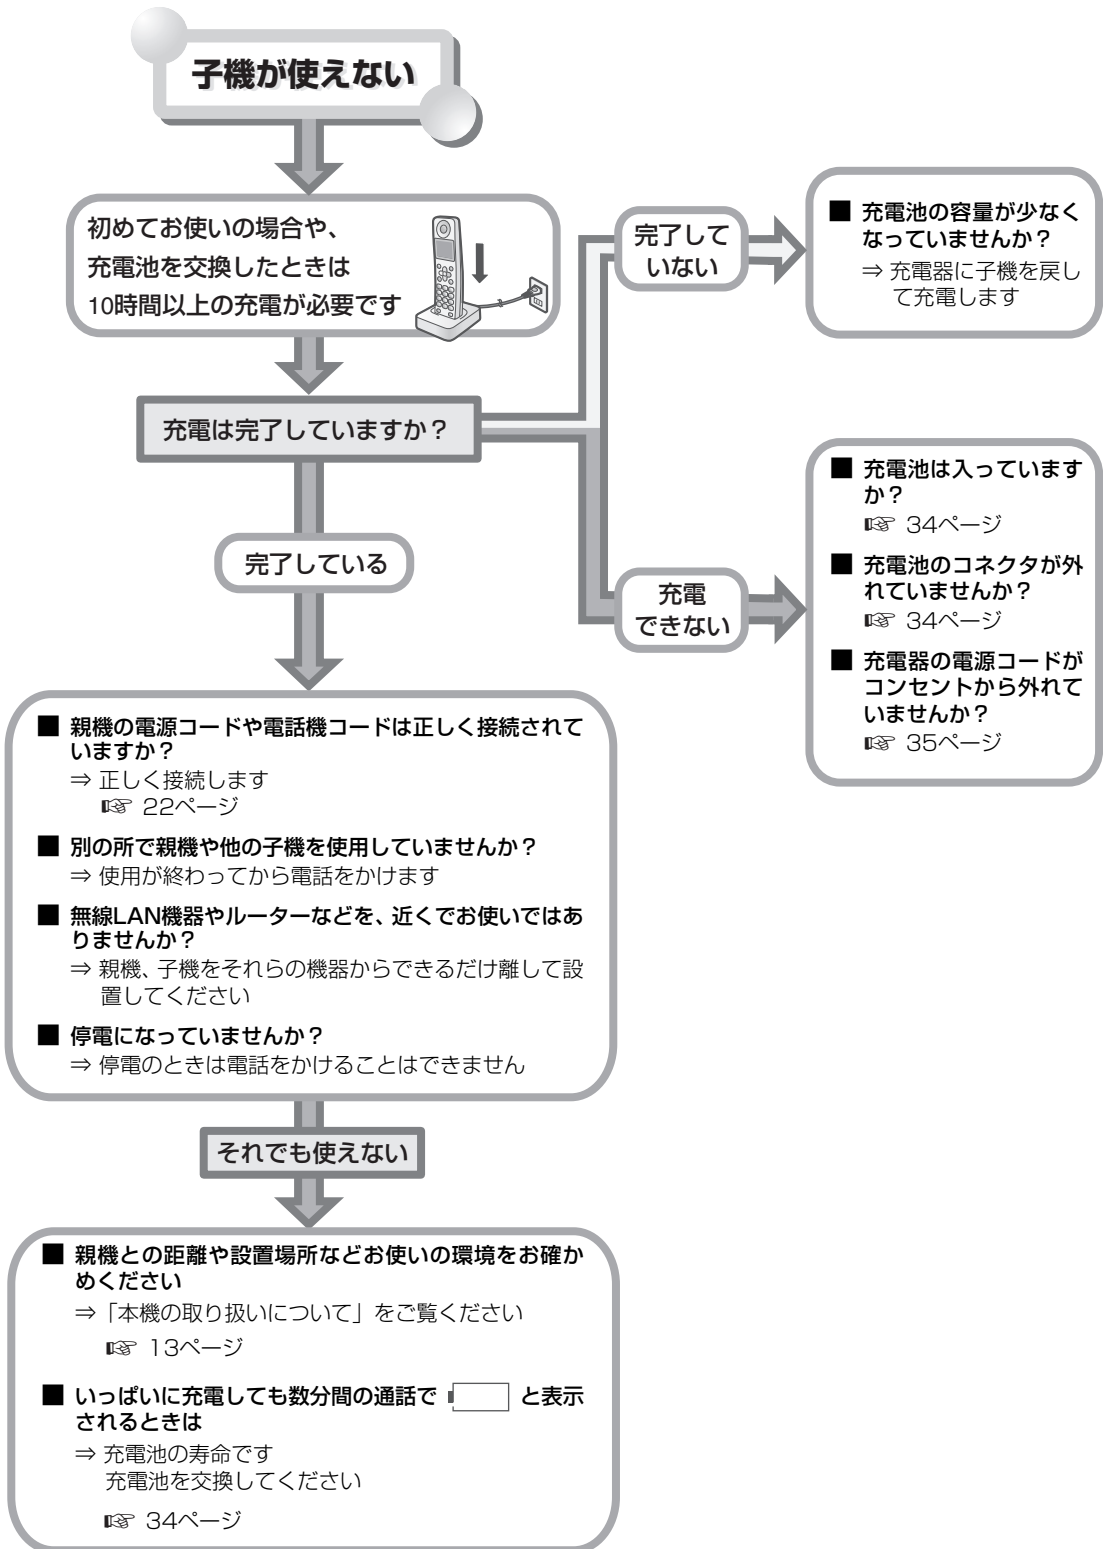 子機が使えない
初めてお使いの場合や、
充電池を交換したときは
10時間以上の充電が必要です
充電は完了していますか？
完了して
いない
■ 充電池の容量が少なく
なっていませんか？
⇒ 充電器に子機を戻し
て充電します
充電
できない
■ 充電池は入っています
か？
☞ 34ページ
■ 充電池のコネクタが外
れていませんか？
☞ 34ページ
■ 充電器の電源コードが
コンセントから外れて
いませんか？
☞ 35ページ
完了している
■ 親機の電源コードや電話機コードは正しく接続されて
いますか？
⇒ 正しく接続します
☞ 22ページ
■ 別の所で親機や他の子機を使用していませんか？
⇒ 使用が終わってから電話をかけます
■ 無線LAN機器やルーターなどを、近くでお使いではあ
りませんか？
⇒ 親機、子機をそれらの機器からできるだけ離して設
置してください
■ 停電になっていませんか？
⇒ 停電のときは電話をかけることはできません
それでも使えない
■ 親機との距離や設置場所などお使いの環境をお確か
めください
⇒「本機の取り扱いについて」をご覧ください
☞ 13ページ
■ いっぱいに充電しても数分間の通話で と表示
されるときは
⇒ 充電池の寿命です
充電池を交換してください
☞ 34ページ